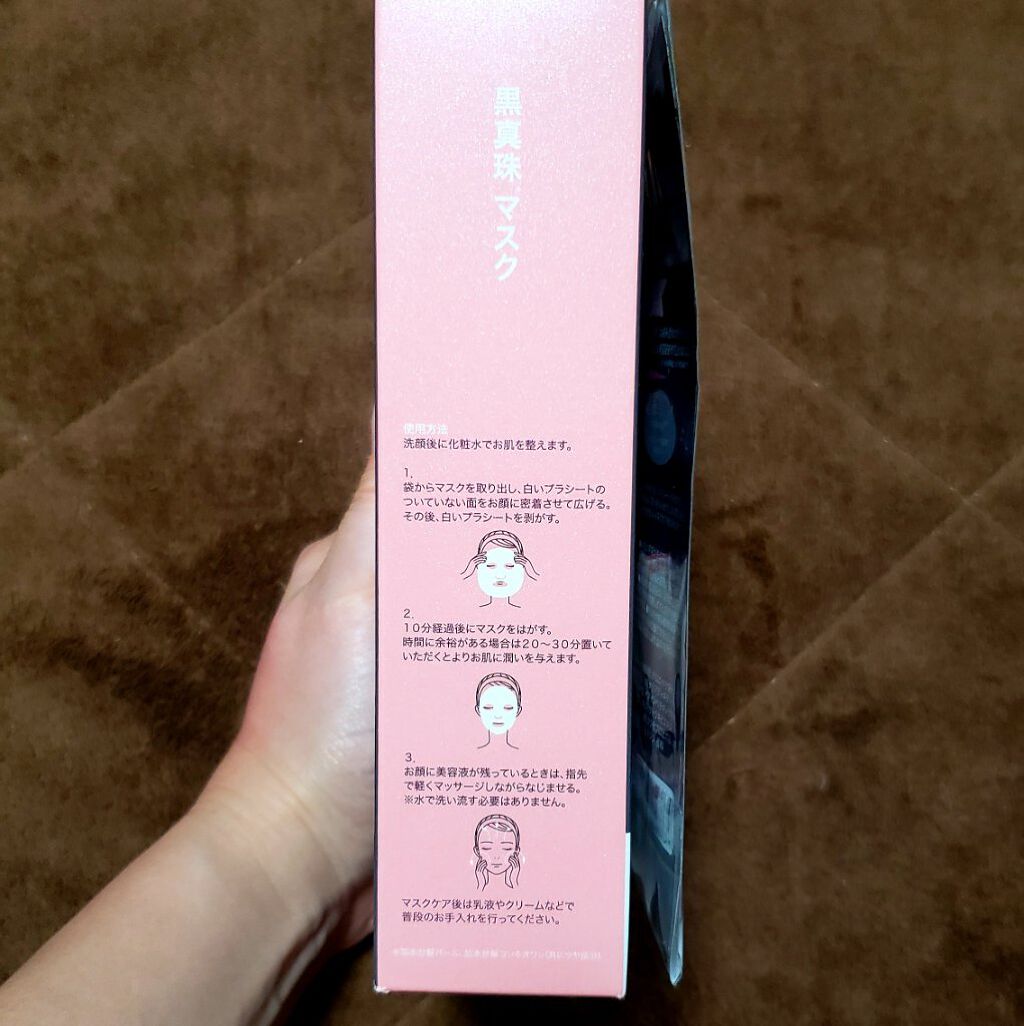 黒真珠マスク
使用方法
洗顔後に化粧水でお肌を整えます。
1.
袋からマスクを取り出し、白いプラシートの
ついていない面をお顔に密着させて広げる。
その後、白いプラシートを剥がす。
2.
10分経過後にマスクをはがす。
時間に余裕がある場合は20〜30分置いて
いただくとよりお肌に潤いを与えます。
3.
お顔に美容液が残っているときは、指先
で軽くマッサージしながらなじませる。
※水で洗い流す必要はありません。
マスクケア後は乳液やクリームなどで
普段のお手入れを行ってください。